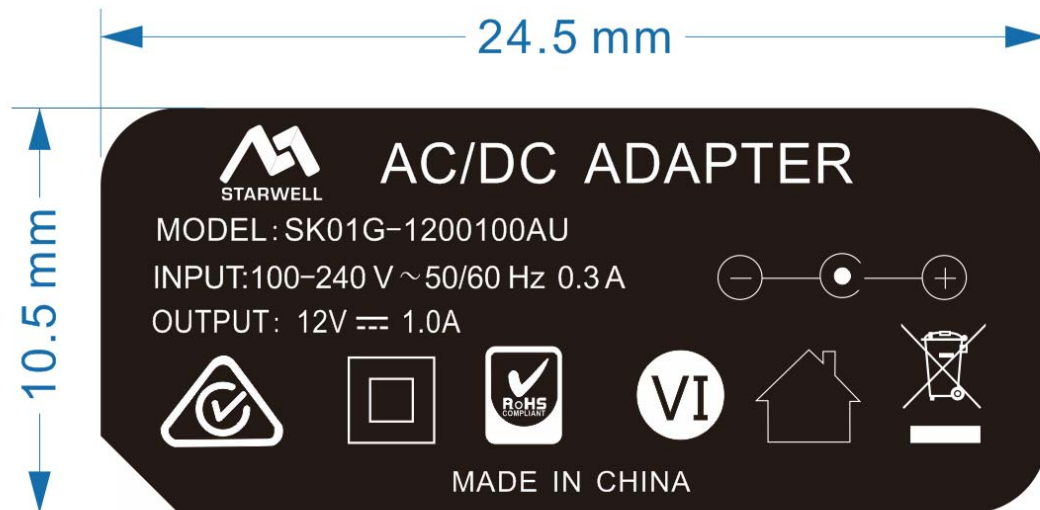 24.5 mm
10.5 mm
STARWELL
AC/DC ADAPTER
MODEL: SK01G-1200100AU
INPUT:100-240 V ~ 50/60 Hz 0.3 A
OUTPUT: 12V ⎓ 1.0A
RoHS
COMPLIANT
VI
MADE IN CHINA